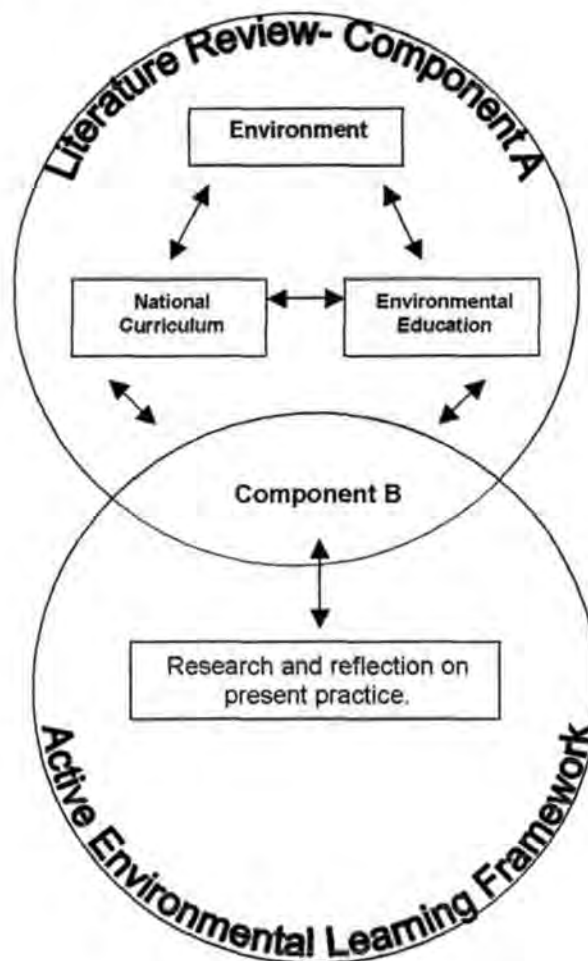 Literature Review- Component A
Environment
National
Curriculum
Environmental
Education
Component B
Research and reflection on
present practice.
Active Environmental Learning Framework